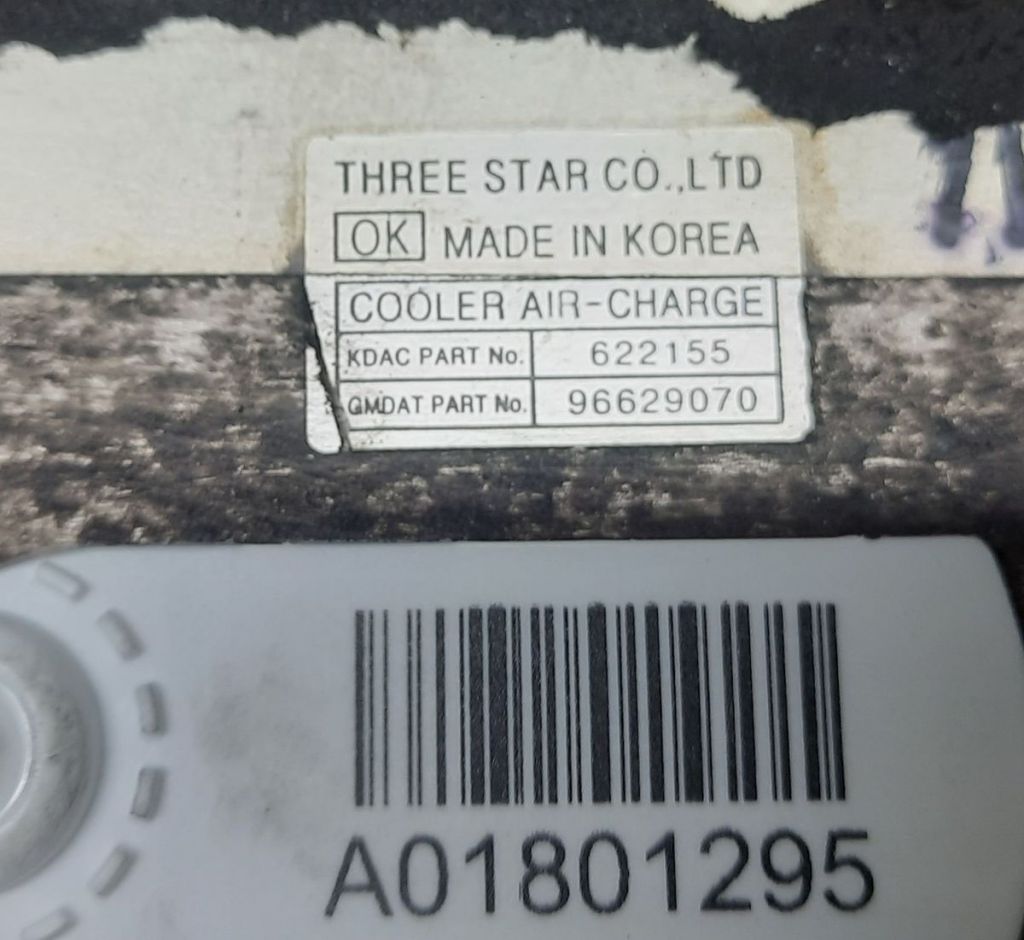 THREE STAR CO.,LTD
OK MADE IN KOREA
COOLER AIR-CHARGE
KDAC PART No. 622155
GMDAT PART No. 96629070
A01801295